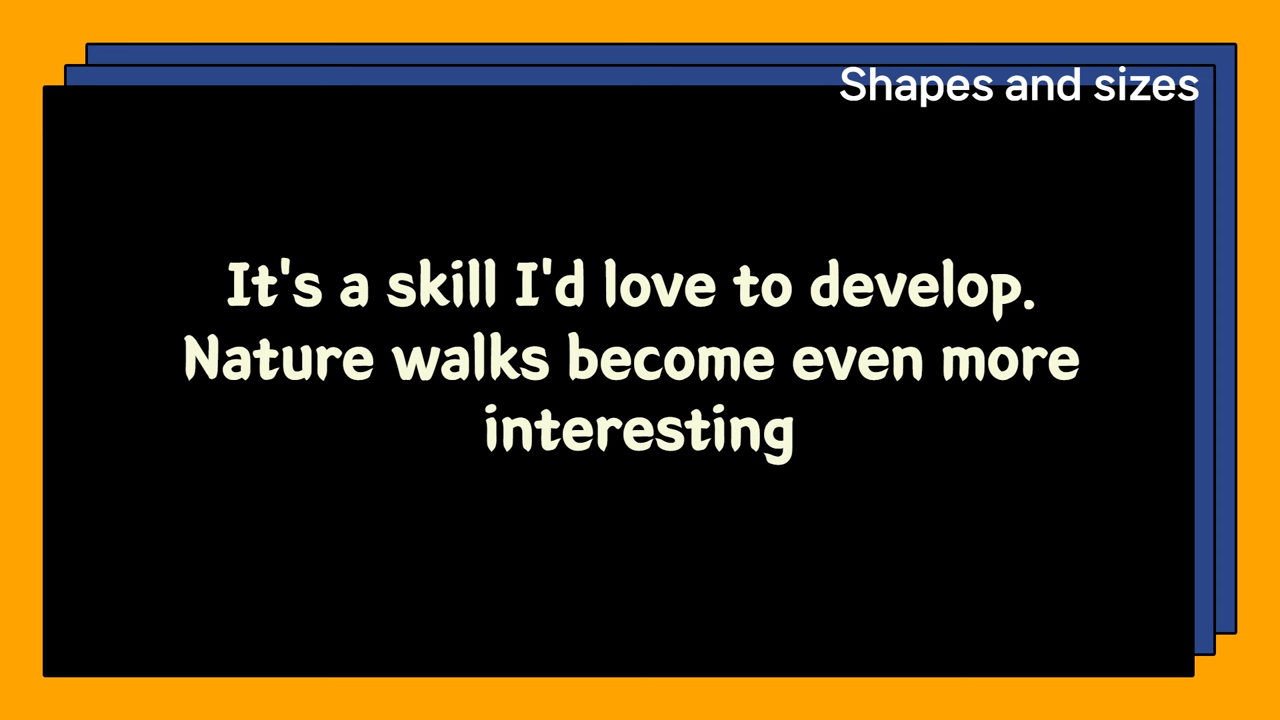 Shapes and sizes
It's a skill I'd love to develop.
Nature walks become even more
interesting